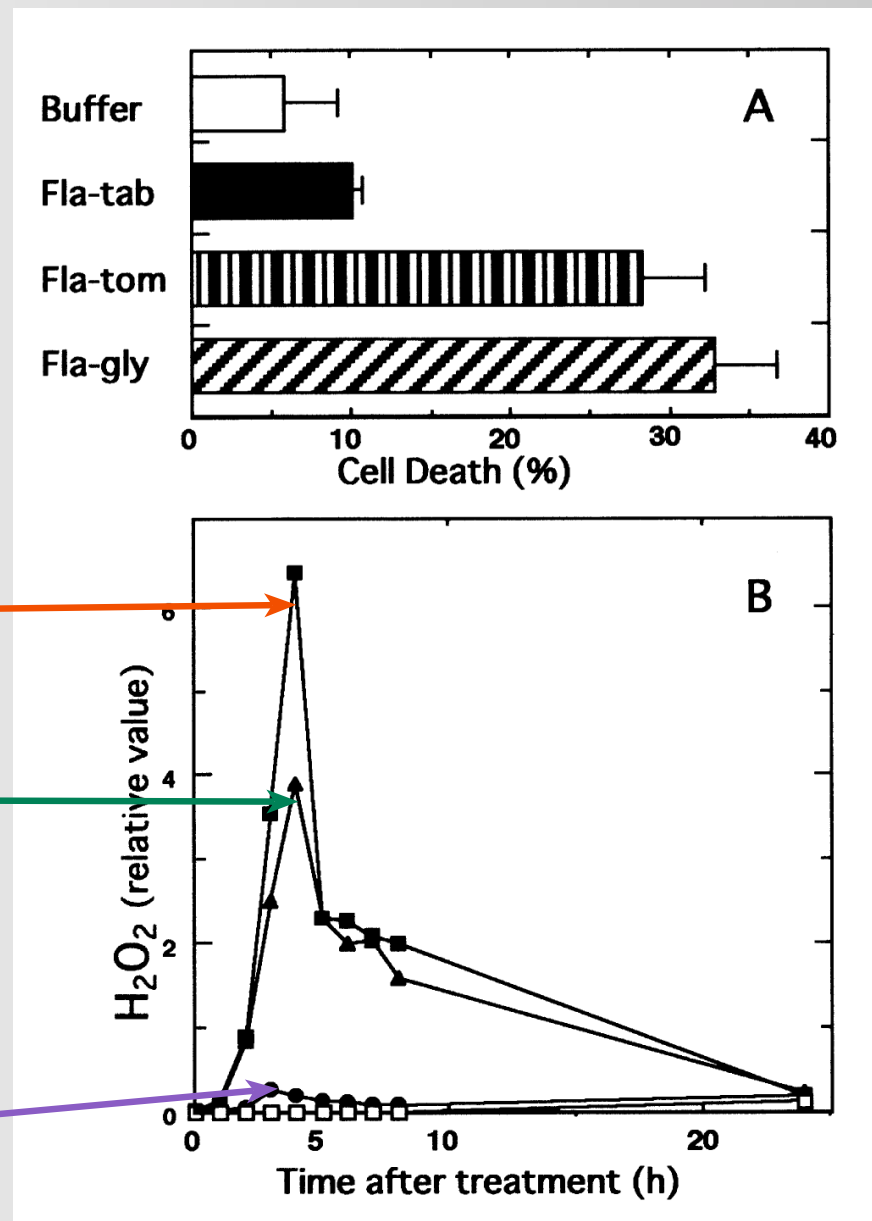 A
Buffer
Fla-tab
Fla-tom
Fla-gly
0 10 20 30 40
Cell Death (%)
B
6
4
2
0
H₂O₂ (relative value)
0 5 10 20
Time after treatment (h)